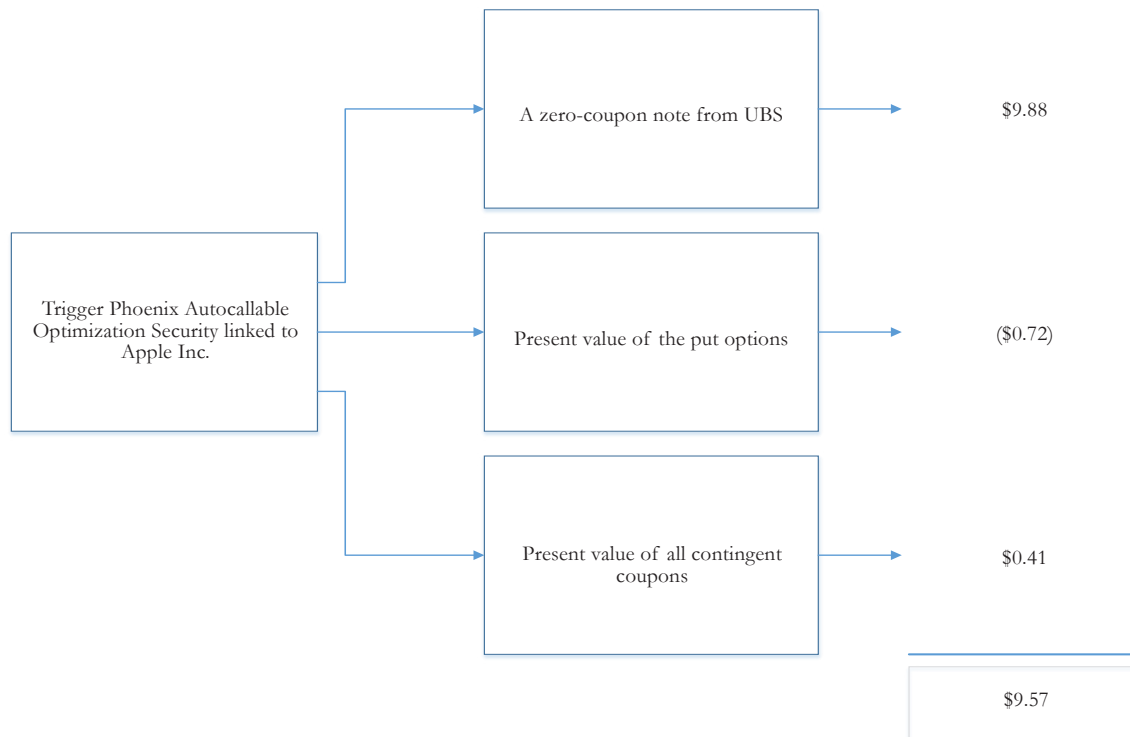 A zero-coupon note from UBS
$9.88
Trigger Phoenix Autocallable
Optimization Security linked to
Apple Inc.
Present value of the put options
($0.72)
Present value of all contingent
coupons
$0.41
$9.57